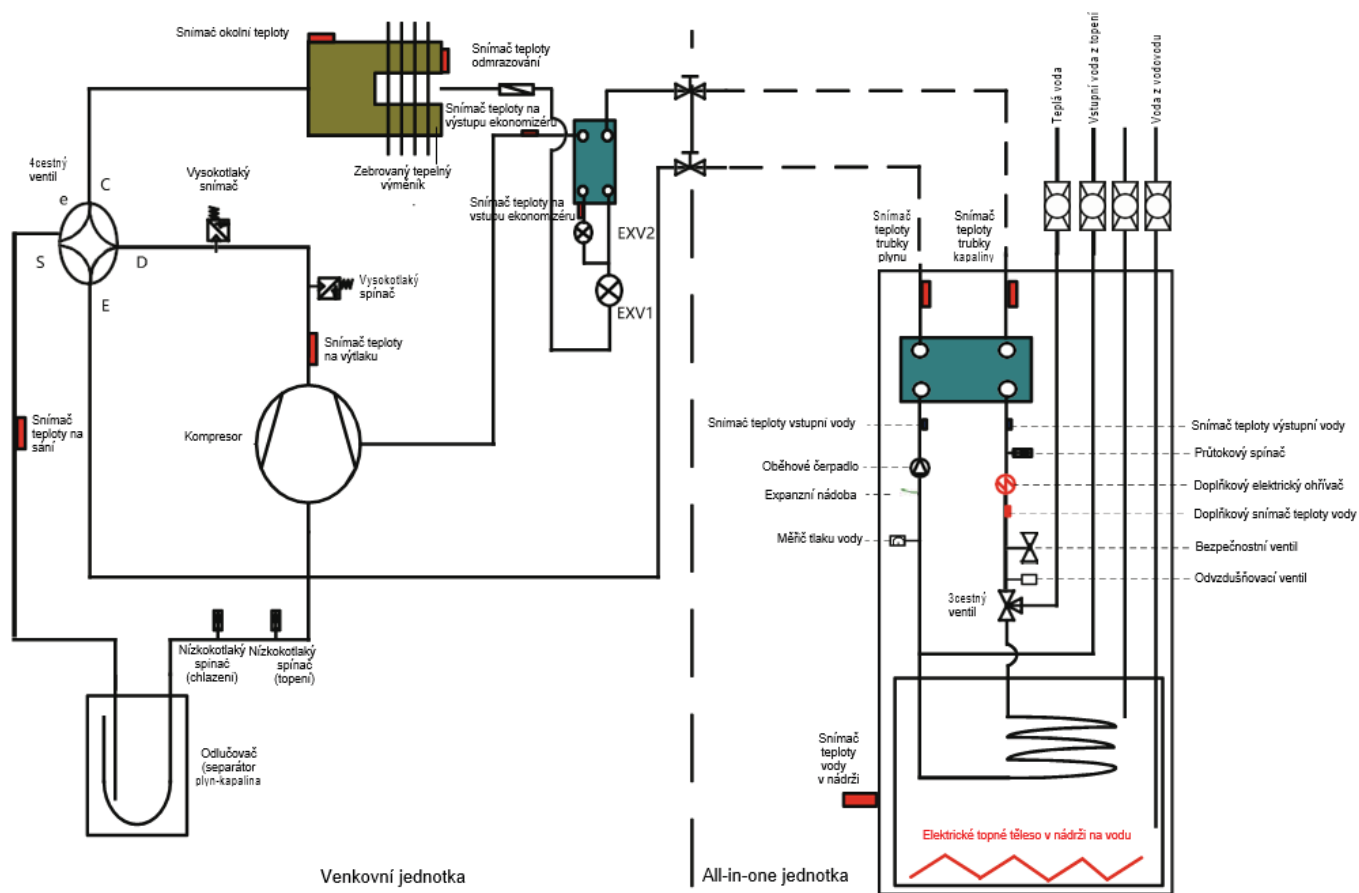 Snímač okolní teploty
Snímač teploty
odmrazování
Snímač teploty na
výstupu ekonomizéru
4cestný
ventil
e
C
S
D
E
Vysokotlaký
snímač
Zebrovaný tepelný
výměník
Snímač teploty na
vstupu ekonomizéru
EXV2
EXV1
Vysokotlaký
spínač
Snímač teploty
na výtlaku
Kompresor
Snímač
teploty na
sání
Nízkokotlaký
spínač
(chlazení)
Nízkokotlaký
spínač
(topení)
Odlučovač
(separátor
plyn-kapalina
Venkovní jednotka
Teplá voda
Vstupní voda z topení
Voda z vodovodu
Snímač
teploty
trubky
plynu
Snímač
teploty
trubky
kapaliny
Snímač teploty vstupní vody
Oběhové čerpadlo
Expanzní nádoba
Měřič tlaku vody
Snímač teploty výstupní vody
Průtokový spínač
Doplňkový elektrický ohřívač
Doplňkový snímač teploty vody
Bezpečnostní ventil
Odvzdušňovací ventil
3cestný
ventil
Snímač
teploty
vody
v nádrži
Elektrické topné těleso v nádrži na vodu
All-in-one jednotka